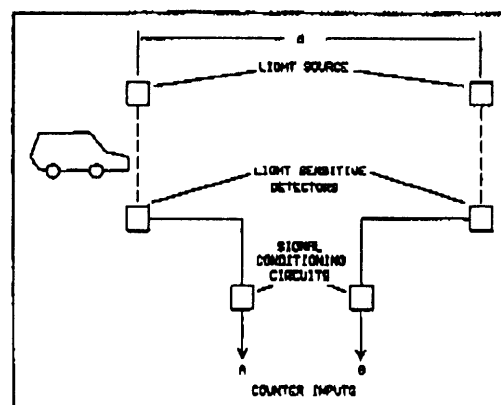 d
LIGHT SOURCE
LIGHT SENSITIVE
DETECTORS
SIGNAL
CONDITIONING
CIRCUITS
A
B
COUNTER INPUTS